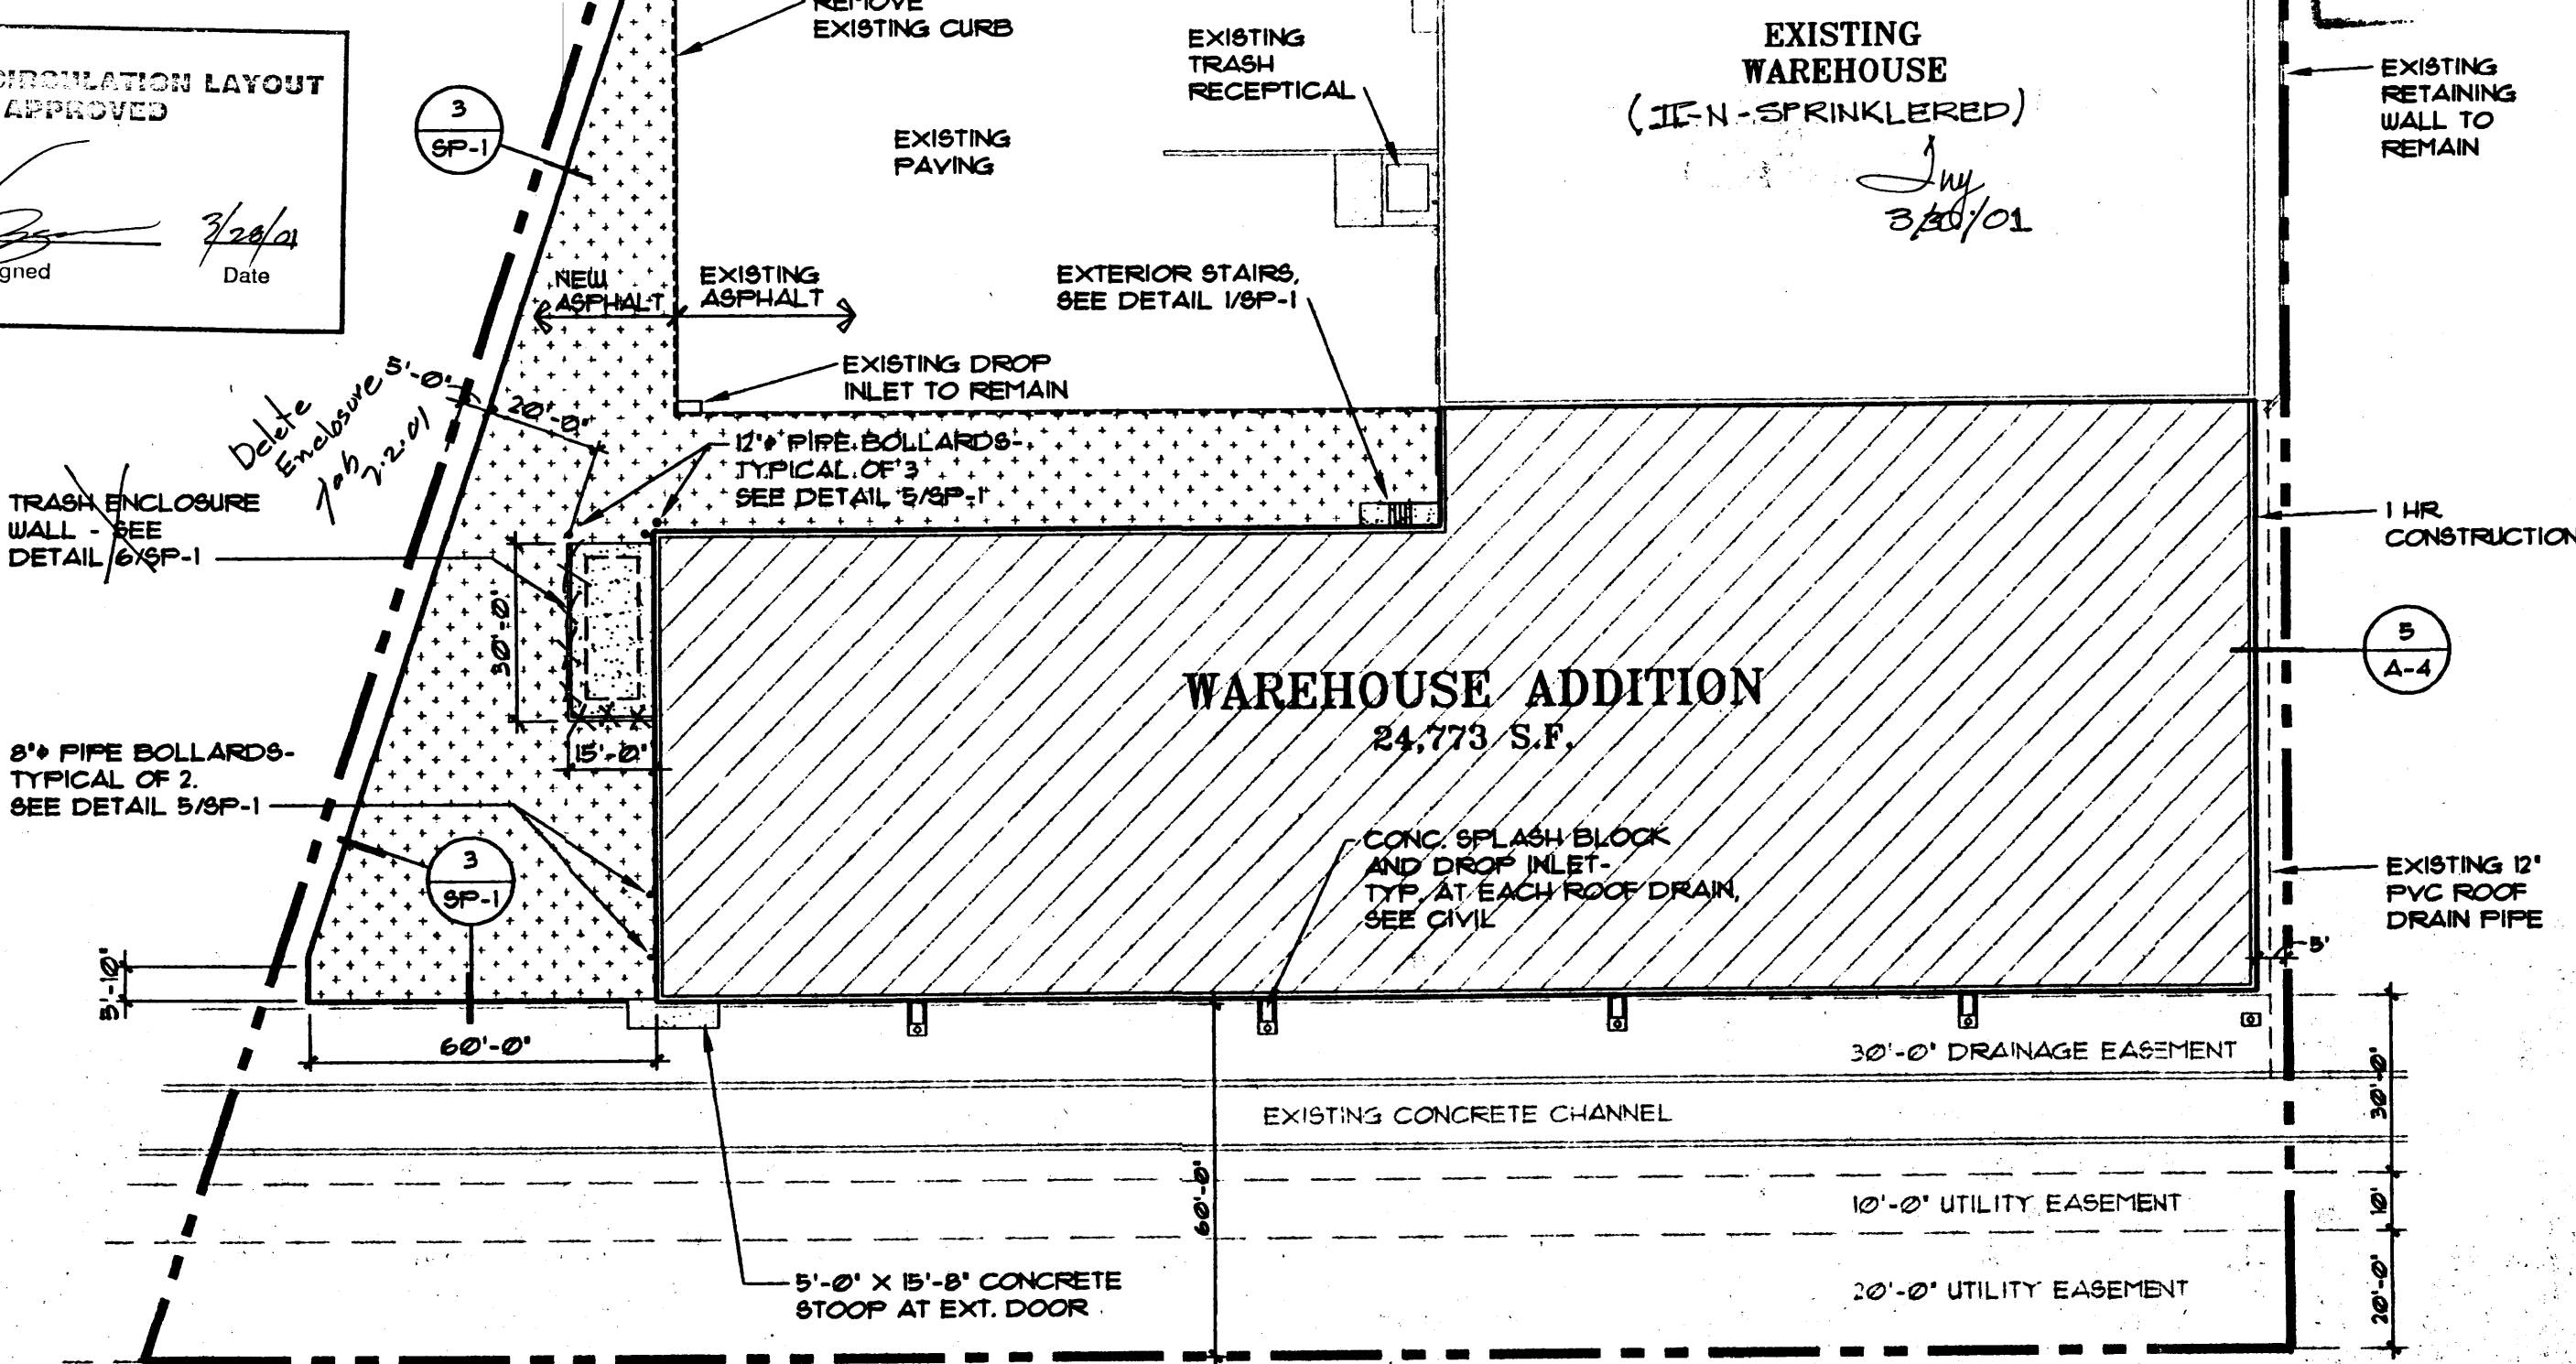 CIRCULATION LAYOUT
APPROVED
3/28/01
gned
Date
REMOVE
EXISTING CURB
3
SP-1
EXISTING
PAVING
EXISTING
TRASH
RECEPTICAL
EXISTING
WAREHOUSE
(II-N-SPRINKLERED)
3/30/01
EXISTING
RETAINING
WALL TO
REMAIN
NEW
ASPHALT
EXISTING
ASPHALT
EXTERIOR STAIRS,
SEE DETAIL 1/SP-1
EXISTING DROP
INLET TO REMAIN
5'-0"
20'-0"
Delete
Enclosure
12"φ PIPE BOLLARDS-
TYPICAL OF 3
SEE DETAIL 5/SP-1
TRASH ENCLOSURE
WALL - SEE
DETAIL 6/SP-1
30'-0"
15'-0"
1 HR
CONSTRUCTION
5
A-4
WAREHOUSE ADDITION
24,773 S.F.
8"φ PIPE BOLLARDS-
TYPICAL OF 2.
SEE DETAIL 5/SP-1
3
SP-1
CONC. SPLASH BLOCK
AND DROP INLET-
TYP. AT EACH ROOF DRAIN,
SEE CIVIL
EXISTING 12"
PVC ROOF
DRAIN PIPE
5'
5'-10"
60'-0"
30'-0" DRAINAGE EASEMENT
30'-0"
EXISTING CONCRETE CHANNEL
60'-0"
10'-0" UTILITY EASEMENT
10'
5'-0" X 15'-8" CONCRETE
STOOP AT EXT. DOOR
20'-0" UTILITY EASEMENT
20'-0"